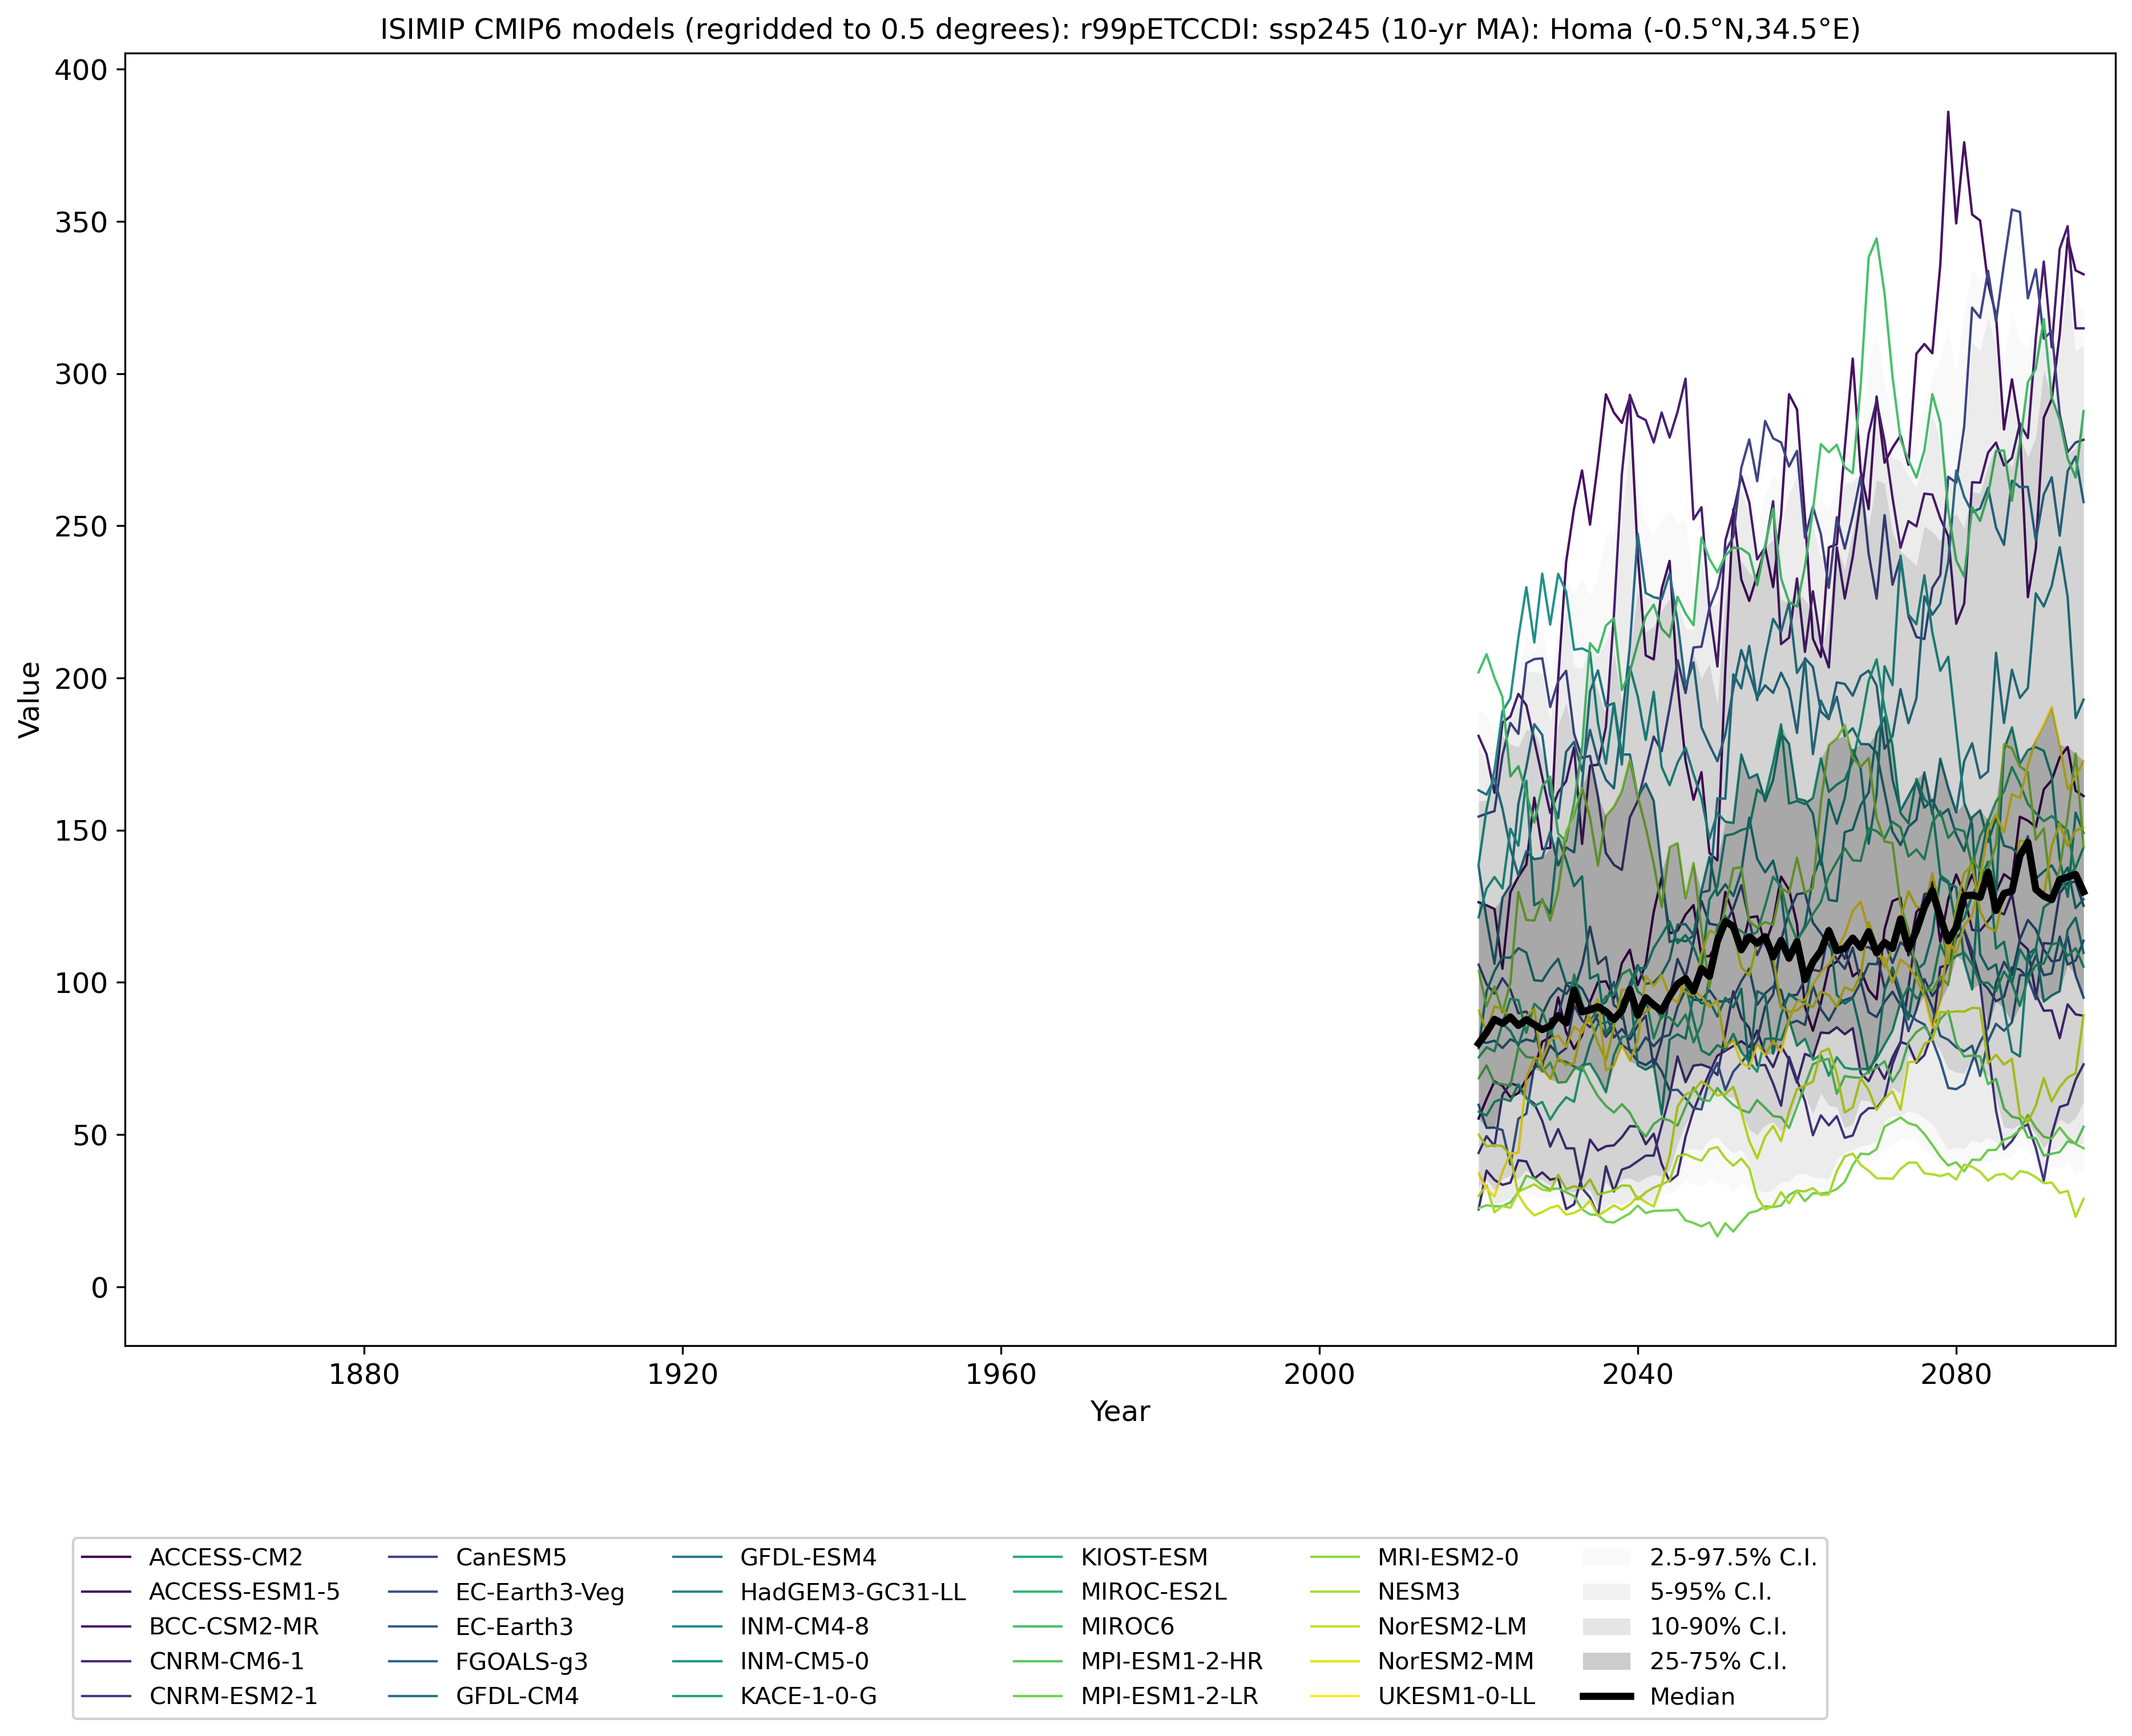 ISIMIP CMIP6 models (regridded to 0.5 degrees): r99pETCCDI: ssp245 (10-yr MA): Homa (-0.5°N,34.5°E)
400
350
300
250
200
150
100
50
0
Value
1880 1920 1960 2000 2040 2080
Year
ACCESS-CM2
ACCESS-ESM1-5
BCC-CSM2-MR
CNRM-CM6-1
CNRM-ESM2-1
CanESM5
EC-Earth3-Veg
EC-Earth3
FGOALS-g3
GFDL-CM4
GFDL-ESM4
HadGEM3-GC31-LL
INM-CM4-8
INM-CM5-0
KACE-1-0-G
KIOST-ESM
MIROC-ES2L
MIROC6
MPI-ESM1-2-HR
MPI-ESM1-2-LR
MRI-ESM2-0
NESM3
NorESM2-LM
NorESM2-MM
UKESM1-0-LL
2.5-97.5% C.I.
5-95% C.I.
10-90% C.I.
25-75% C.I.
Median